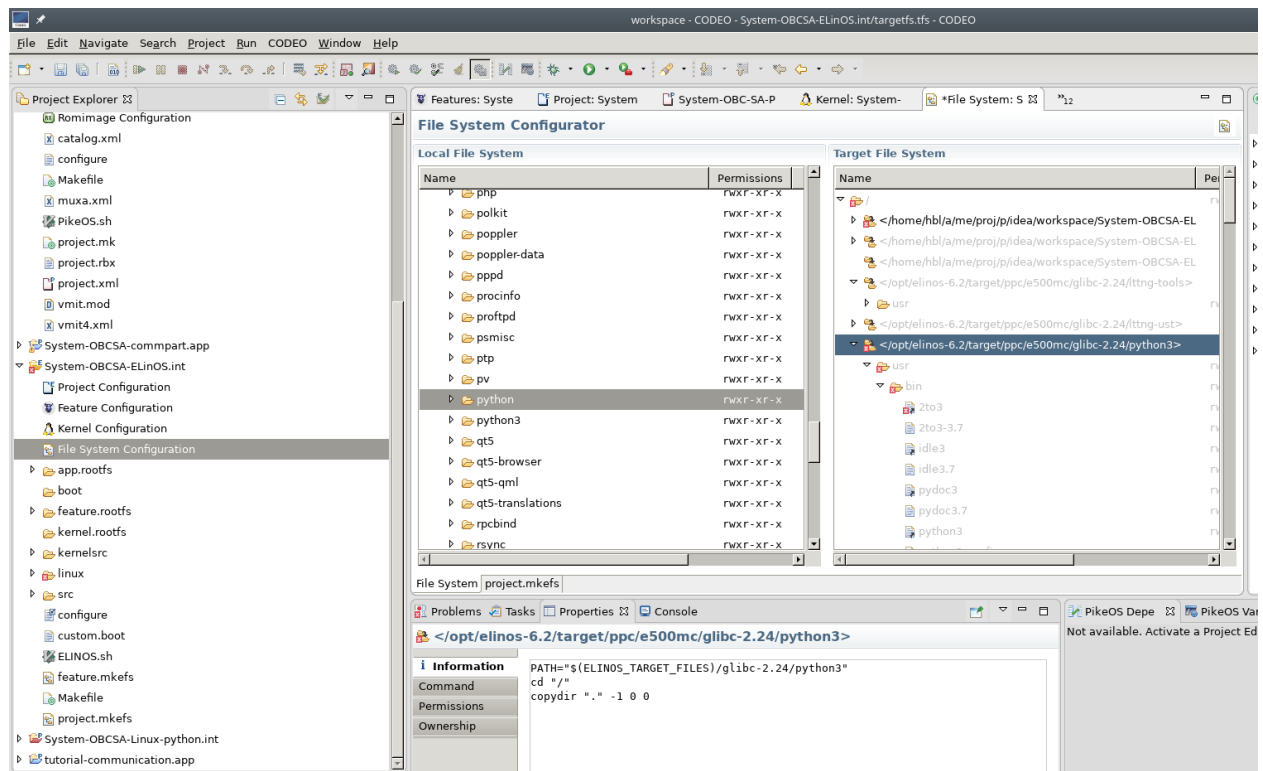 workspace - CODEO - System-OBCSA-ELinOS.int/targetfs.tfs - CODEO
File Edit Navigate Search Project Run CODEO Window Help
Project Explorer
Romimage Configuration
catalog.xml
configure
Makefile
muxa.xml
PikeOS.sh
project.mk
project.rbx
project.xml
vmit.mod
vmit4.xml
System-OBCSA-commpart.app
System-OBCSA-ELinOS.int
Project Configuration
Feature Configuration
Kernel Configuration
File System Configuration
app.rootfs
boot
feature.rootfs
kernel.rootfs
kernelsrc
linux
src
configure
custom.boot
ELINOS.sh
feature.mkefs
Makefile
project.mkefs
System-OBCSA-Linux-python.int
tutorial-communication.app
Features: Syste
Project: System
System-OBC-SA-P
Kernel: System-
*File System: S
»12
File System Configurator
Local File System
Name Permissions
php rwxr-xr-x
polkit rwxr-xr-x
poppler rwxr-xr-x
poppler-data rwxr-xr-x
pppd rwxr-xr-x
procinfo rwxr-xr-x
proftpd rwxr-xr-x
psmisc rwxr-xr-x
ptp rwxr-xr-x
pv rwxr-xr-x
python rwxr-xr-x
python3 rwxr-xr-x
qt5 rwxr-xr-x
qt5-browser rwxr-xr-x
qt5-qml rwxr-xr-x
qt5-translations rwxr-xr-x
rpcbind rwxr-xr-x
rsync rwxr-xr-x
Target File System
Name Per
/
</home/hbl/a/me/proj/p/idea/workspace/System-OBCSA-EL
</home/hbl/a/me/proj/p/idea/workspace/System-OBCSA-EL
</home/hbl/a/me/proj/p/idea/workspace/System-OBCSA-EL
</opt/elinos-6.2/target/ppc/e500mc/glibc-2.24/lttng-tools>
usr
</opt/elinos-6.2/target/ppc/e500mc/glibc-2.24/lttng-ust>
</opt/elinos-6.2/target/ppc/e500mc/glibc-2.24/python3>
usr
bin
2to3
2to3-3.7
idle3
idle3.7
pydoc3
pydoc3.7
python3
File System project.mkefs
Problems Tasks Properties Console
</opt/elinos-6.2/target/ppc/e500mc/glibc-2.24/python3>
Information
Command
Permissions
Ownership
PATH="$(ELINOS_TARGET_FILES)/glibc-2.24/python3"
cd "/"
copydir "." -1 0 0
PikeOS Depe PikeOS Var
Not available. Activate a Project Ed